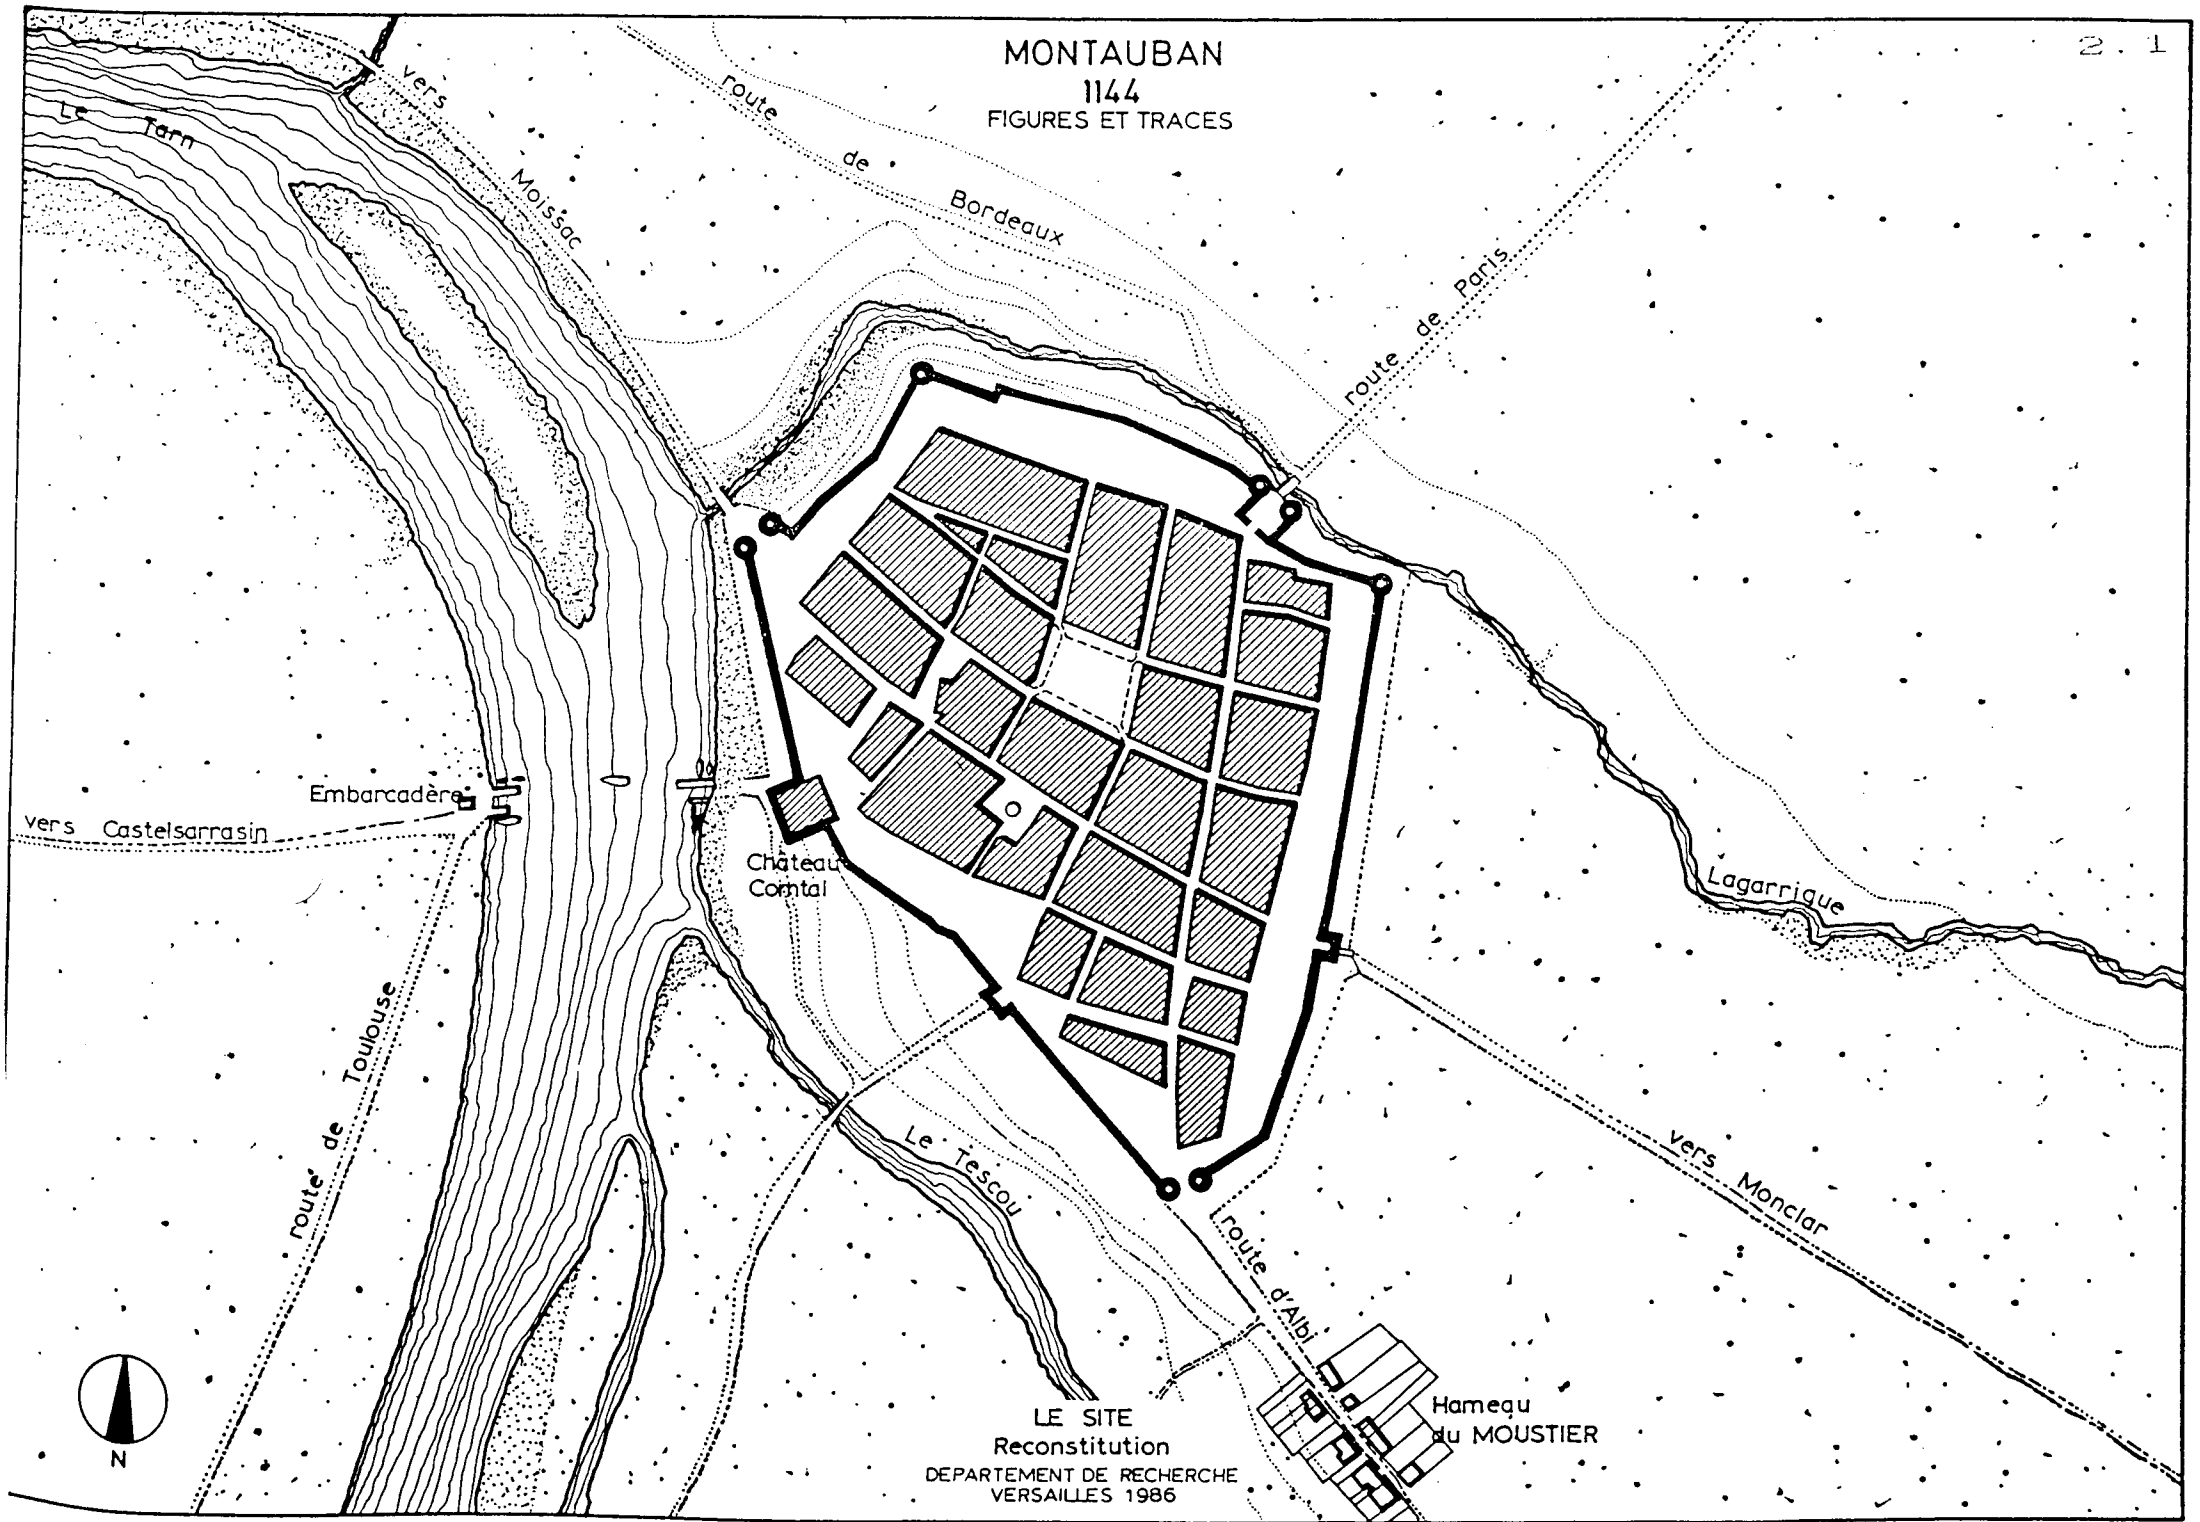 MONTAUBAN
1144
FIGURES ET TRACES
2.1
Le Tarn
vers Moissac
route de Bordeaux
route de Paris
Embarcadère
vers Castelsarrasin
Château
Comtal
Lagarrique
route de Toulouse
Le Tescou
vers Monclar
route d'Albi
Hameau
du MOUSTIER
N
LE SITE
Reconstitution
DEPARTEMENT DE RECHERCHE
VERSAILLES 1986